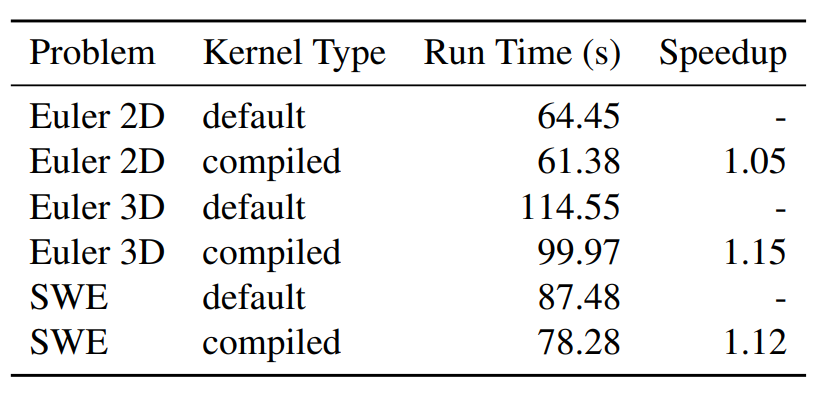 Problem Kernel Type Run Time (s) Speedup
Euler 2D default 64.45 -
Euler 2D compiled 61.38 1.05
Euler 3D default 114.55 -
Euler 3D compiled 99.97 1.15
SWE default 87.48 -
SWE compiled 78.28 1.12